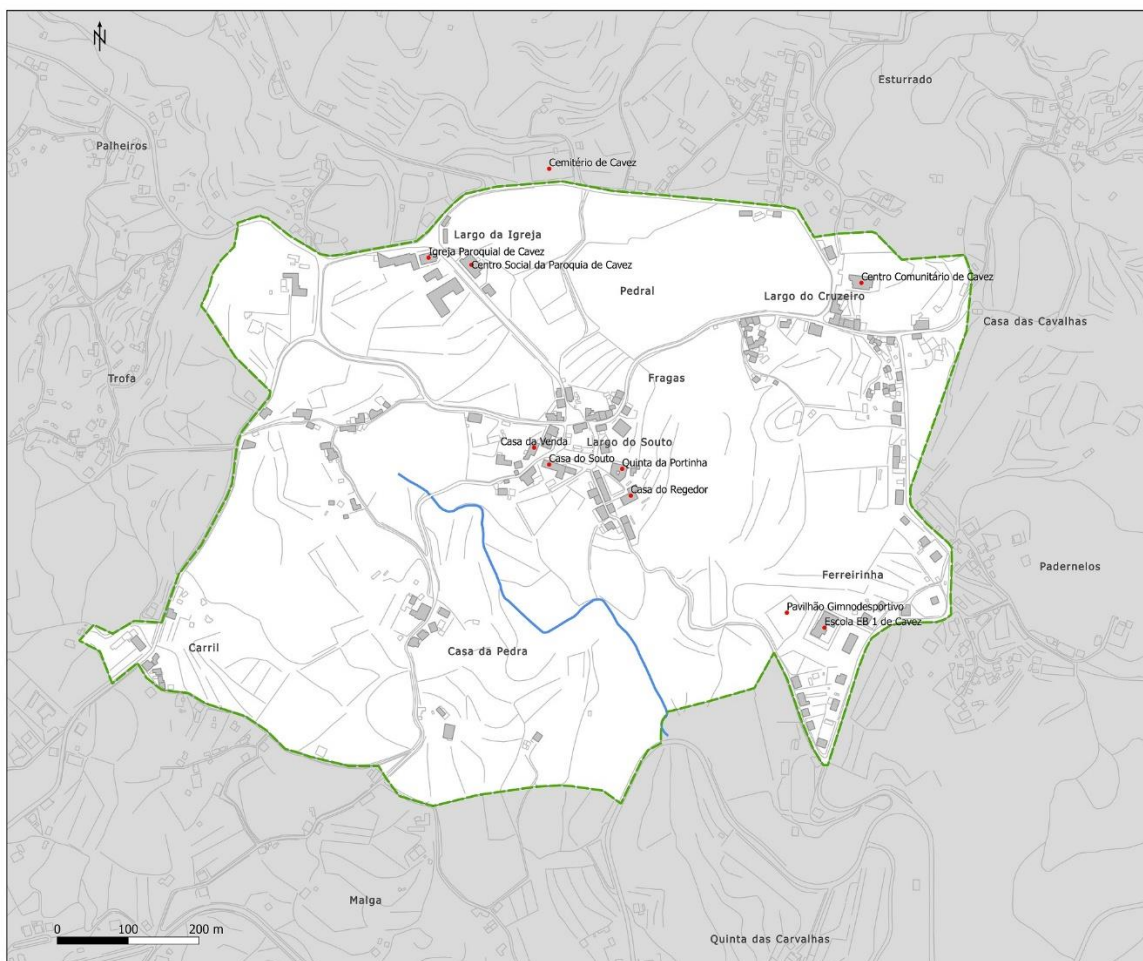 N
Esturrado
Palheiros
Cemitério de Cavez
Largo da Igreja
Igreja Paroquial de Cavez
Centro Social da Paroquia de Cavez
Centro Comunitário de Cavez
Pedral
Largo do Cruzeiro
Casa das Cavalhas
Trofa
Fragas
Casa da Venda
Largo do Souto
Casa do Souto
Quinta da Portinha
Casa do Regedor
Padernelos
Ferreirinha
Pavilhão Gimnodesportivo
Escola EB 1 de Cavez
Carril
Casa da Pedra
Malga
0 100 200 m
Quinta das Carvalhas